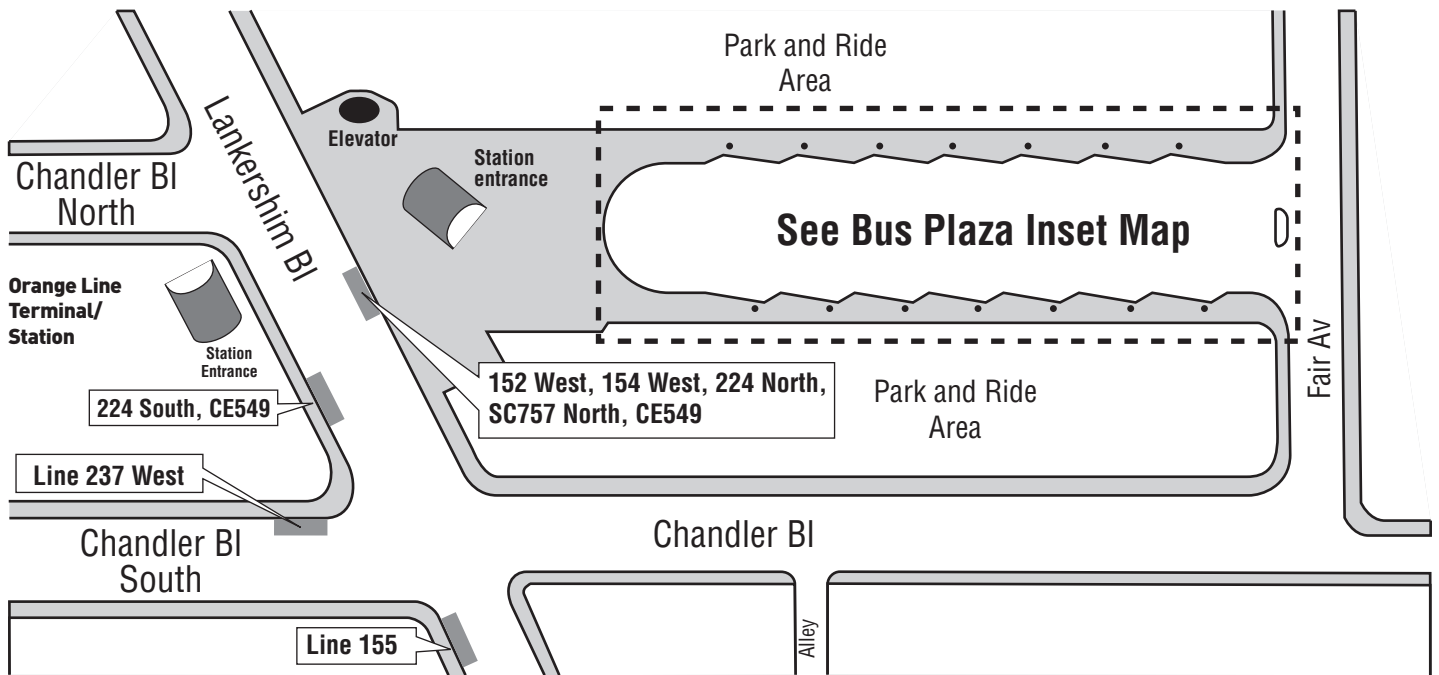 Park and Ride
Area
Lankershim Bl
Elevator
Station
entrance
Chandler Bl
North
See Bus Plaza Inset Map
Orange Line
Terminal/
Station
Station
Entrance
Fair Av
152 West, 154 West, 224 North,
SC757 North, CE549
Park and Ride
Area
224 South, CE549
Line 237 West
Chandler Bl
South
Chandler Bl
Line 155
Alley